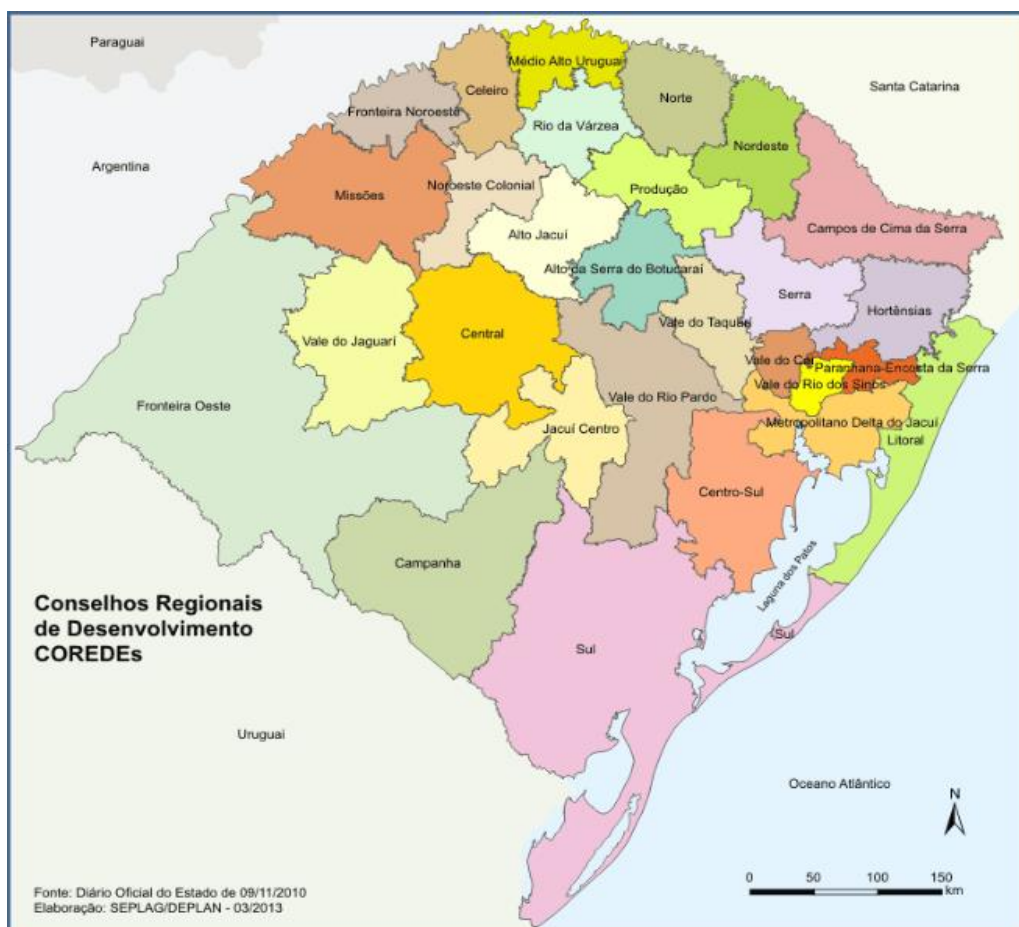 Paraguai
Médio Alto Uruguai
Santa Catarina
Celeiro
Norte
Fronteira Noroeste
Rio da Várzea
Nordeste
Argentina
Noroeste Colonial
Produção
Missões
Campos de Cima da Serra
Alto Jacuí
Alto da Serra do Botucaraí
Serra
Hortênsias
Vale do Taquari
Central
Vale do Jaguarí
Vale do Caí
Paranhana-Encosta da Serra
Fronteira Oeste
Vale do Rio dos Sinos
Vale do Rio Pardo
Metropolitano Delta do Jacuí
Jacuí Centro
Litoral
Centro-Sul
Campanha
Laguna dos Patos
Conselhos Regionais
de Desenvolvimento
COREDEs
Sul
Sul
Uruguai
Oceano Atlântico
N
Fonte: Diário Oficial do Estado de 09/11/2010
Elaboração: SEPLAG/DEPLAN - 03/2013
0 50 100 150
km